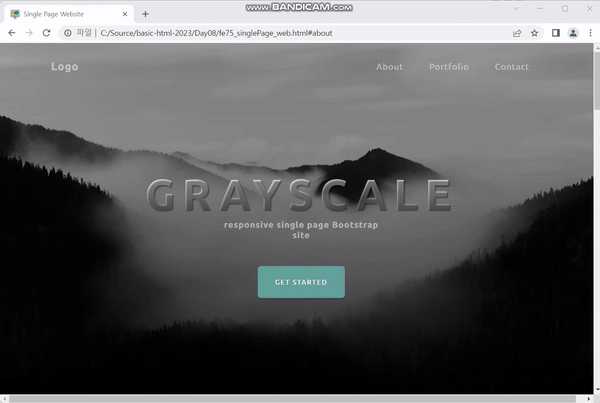 Single Page Website
www.BANDICAM.com
파일 | C:/Source/basic-html-2023/Day08/fe75_singlePage_web.html#about
Logo
About
Portfolio
Contact
GRAYSCALE
responsive single page Bootstrap
site
GET STARTED